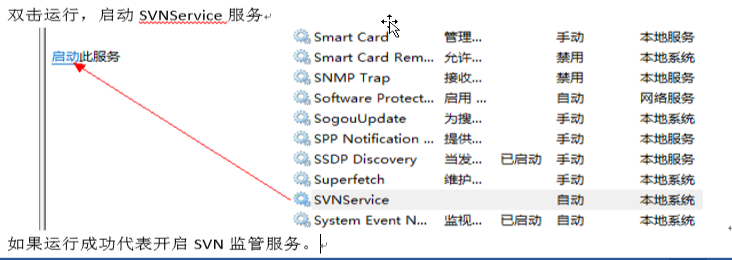 双击运行，启动 SVNService 服务
启动此服务
Smart Card 管理... 手动 本地服务
Smart Card Rem... 允许... 禁用 本地系统
SNMP Trap 接收... 禁用 本地服务
Software Protect... 启用 ... 自动 网络服务
SogouUpdate 为搜... 手动 本地系统
SPP Notification ... 提供... 手动 本地服务
SSDP Discovery 当发... 已启动 手动 本地服务
Superfetch 维护... 手动 本地系统
SVNService 自动 本地系统
System Event N... 监视... 已启动 自动 本地系统
如果运行成功代表开启 SVN 监管服务。